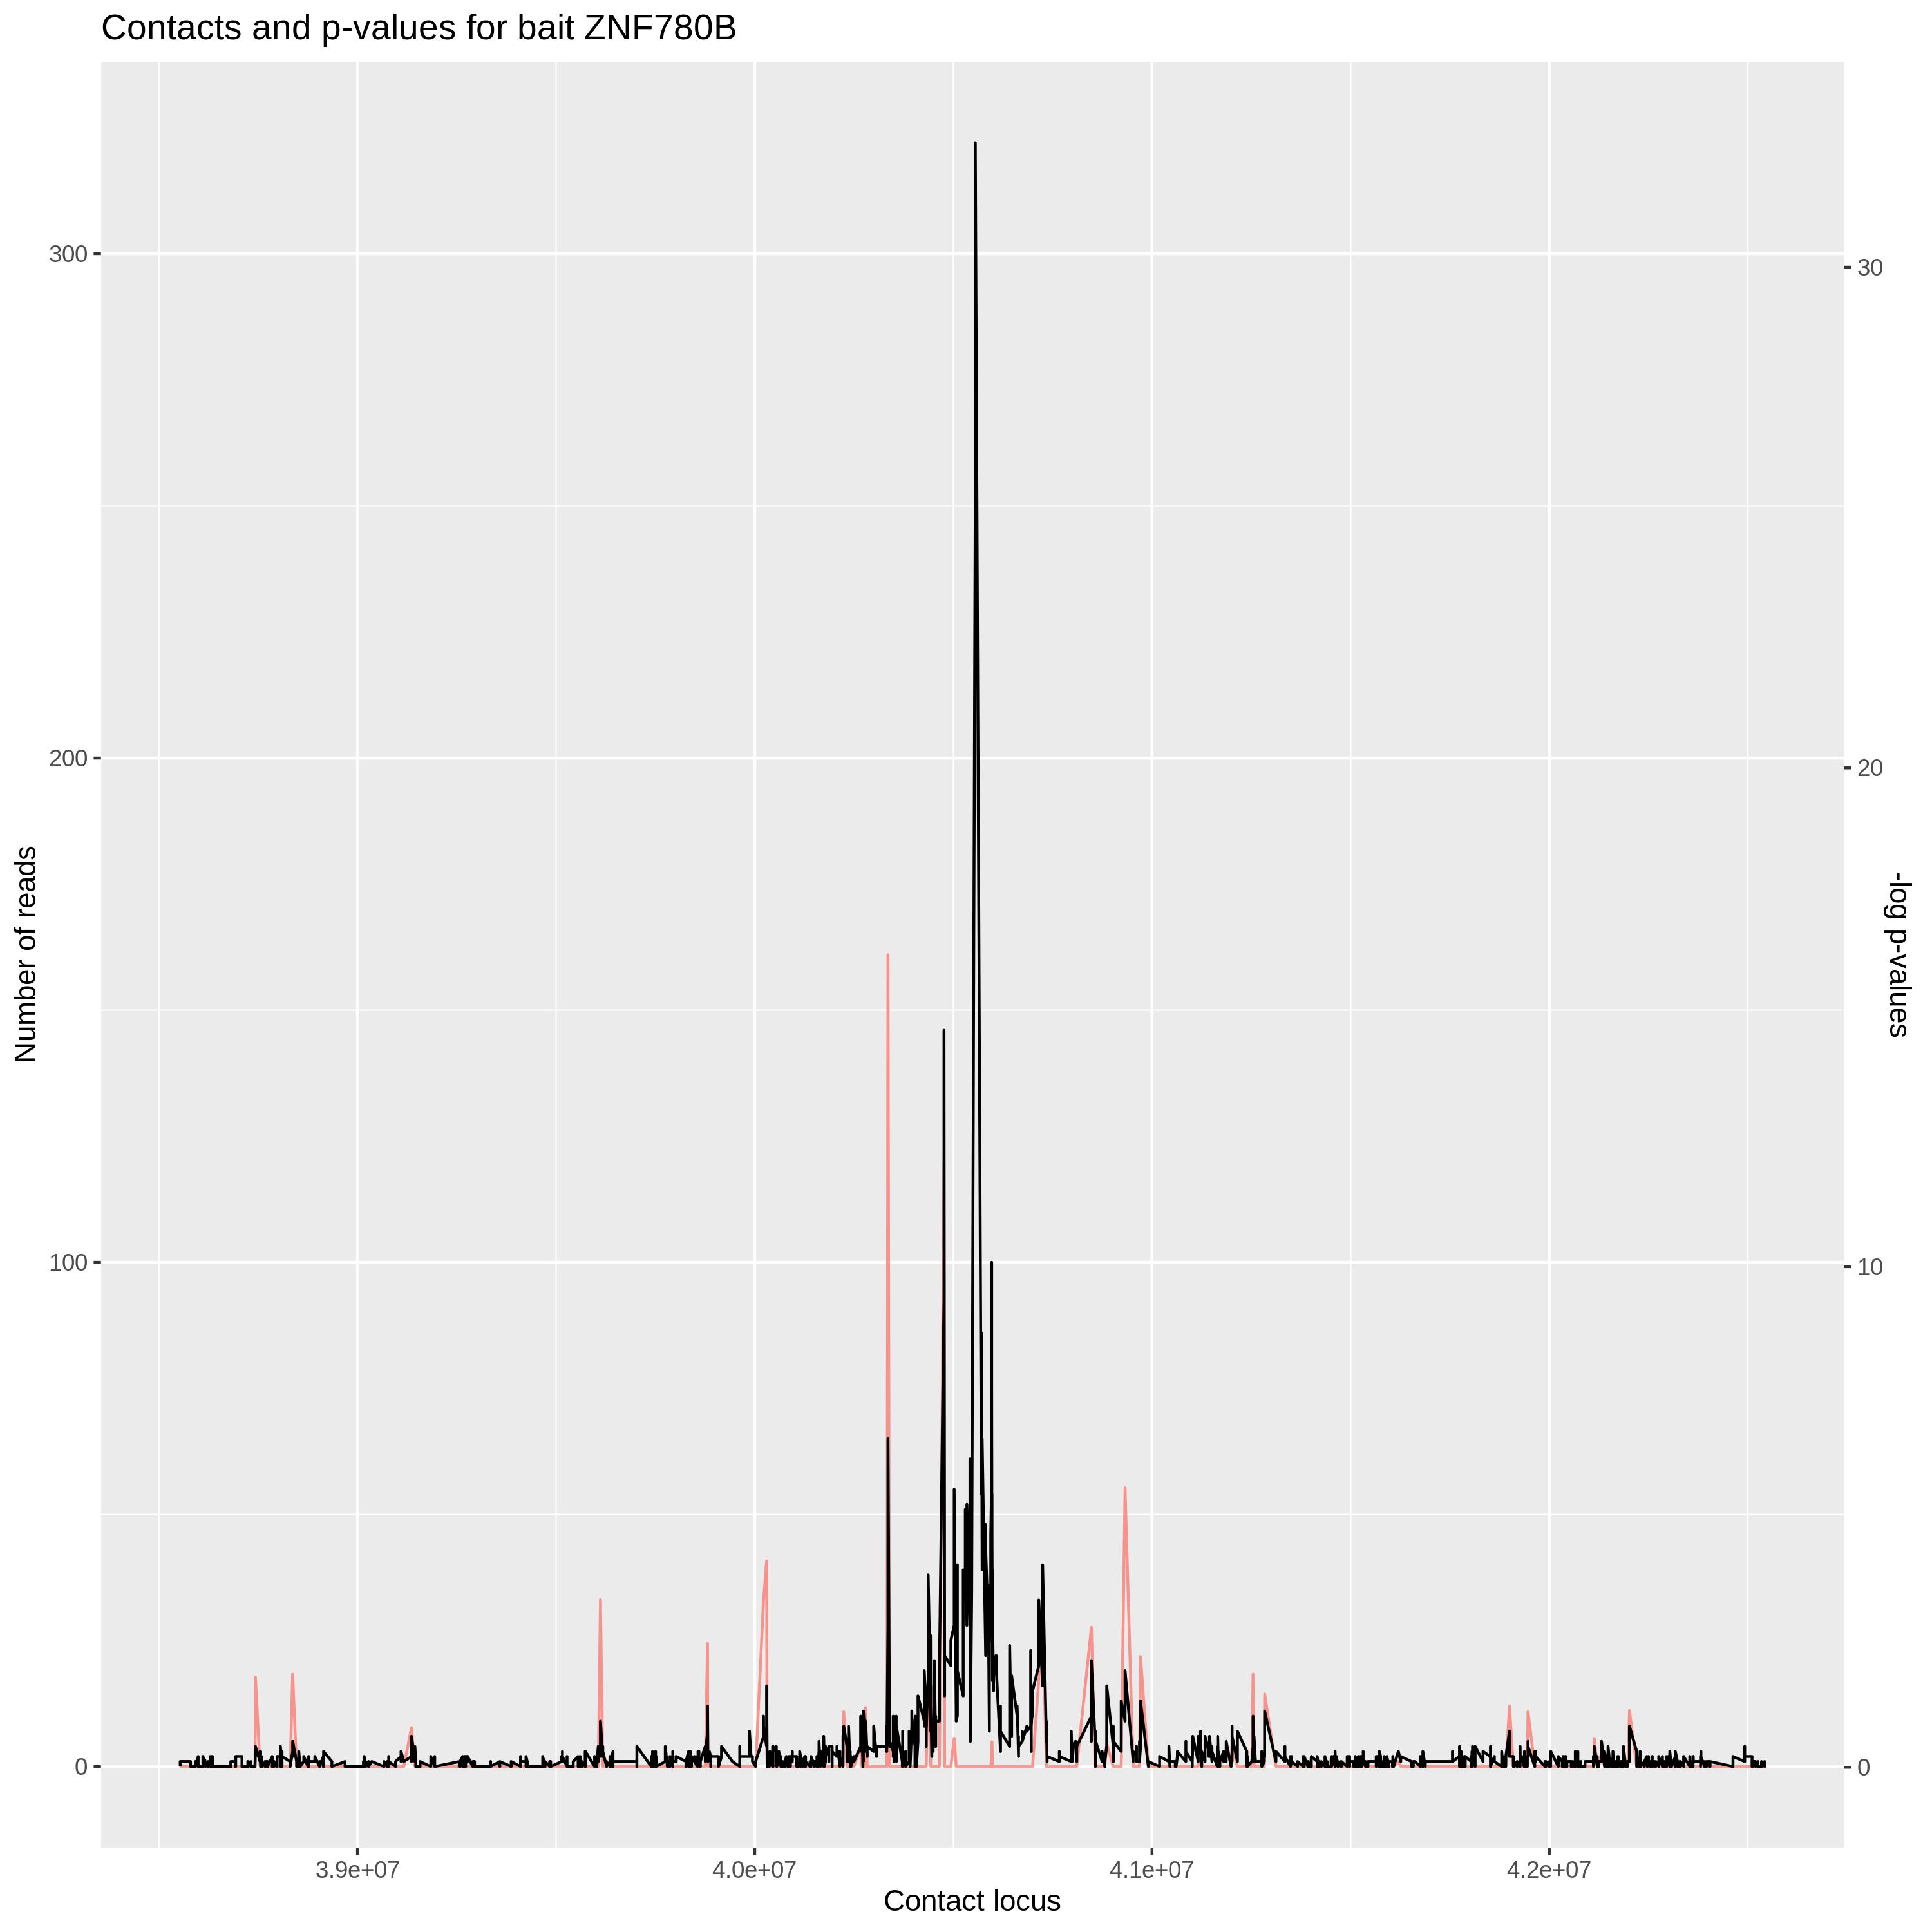 Contacts and p-values for bait ZNF780B
Number of reads
300
200
100
0
30
20
10
0
-log p-values
3.9e+07
4.0e+07
4.1e+07
4.2e+07
Contact locus